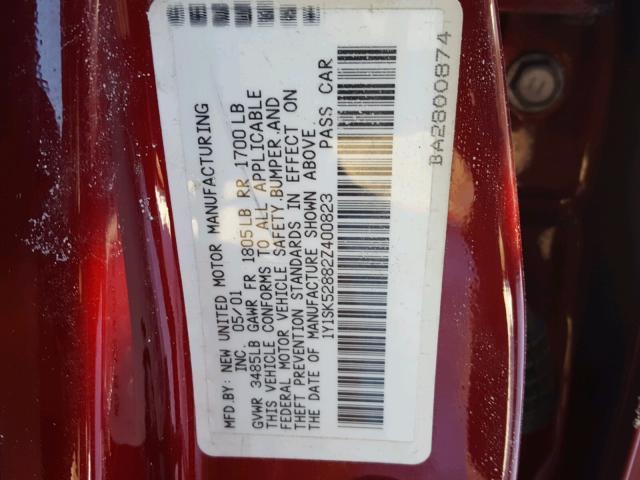 MFD.BY: NEW UNITED MOTOR MANUFACTURING
INC. 05/01
GVWR 3485LB GAWR FR 1805LB RR 1700LB
THIS VEHICLE CONFORMS TO ALL APPLICABLE
FEDERAL MOTOR VEHICLE SAFETY,BUMPER,AND
THEFT PREVENTION STANDARDS IN EFFECT ON
THE DATE OF MANUFACTURE SHOWN ABOVE.
1Y1SK52882Z400823 PASS CAR
BA2800874